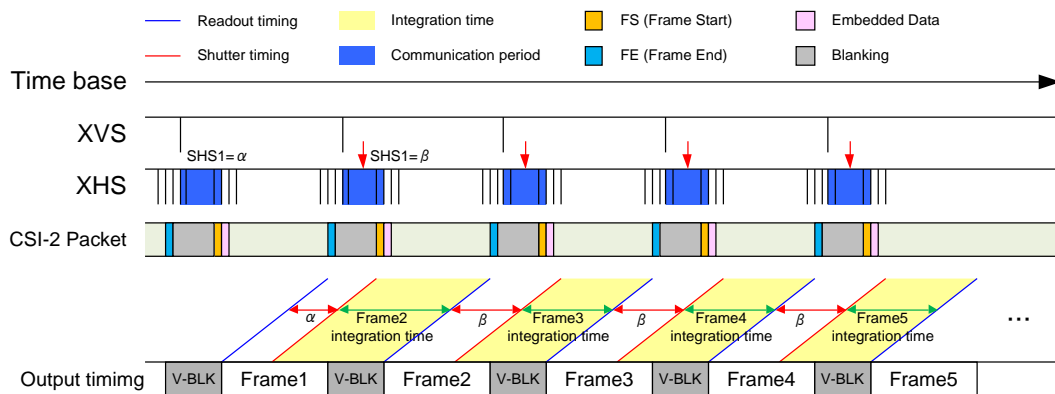 Readout timing
Integration time
FS (Frame Start)
Embedded Data
Shutter timing
Communication period
FE (Frame End)
Blanking
Time base
XVS
SHS1= α
SHS1= β
XHS
CSI-2 Packet
α
Frame2
integration time
β
Frame3
integration time
β
Frame4
integration time
β
Frame5
integration time
...
Output timimg
V-BLK
Frame1
V-BLK
Frame2
V-BLK
Frame3
V-BLK
Frame4
V-BLK
Frame5